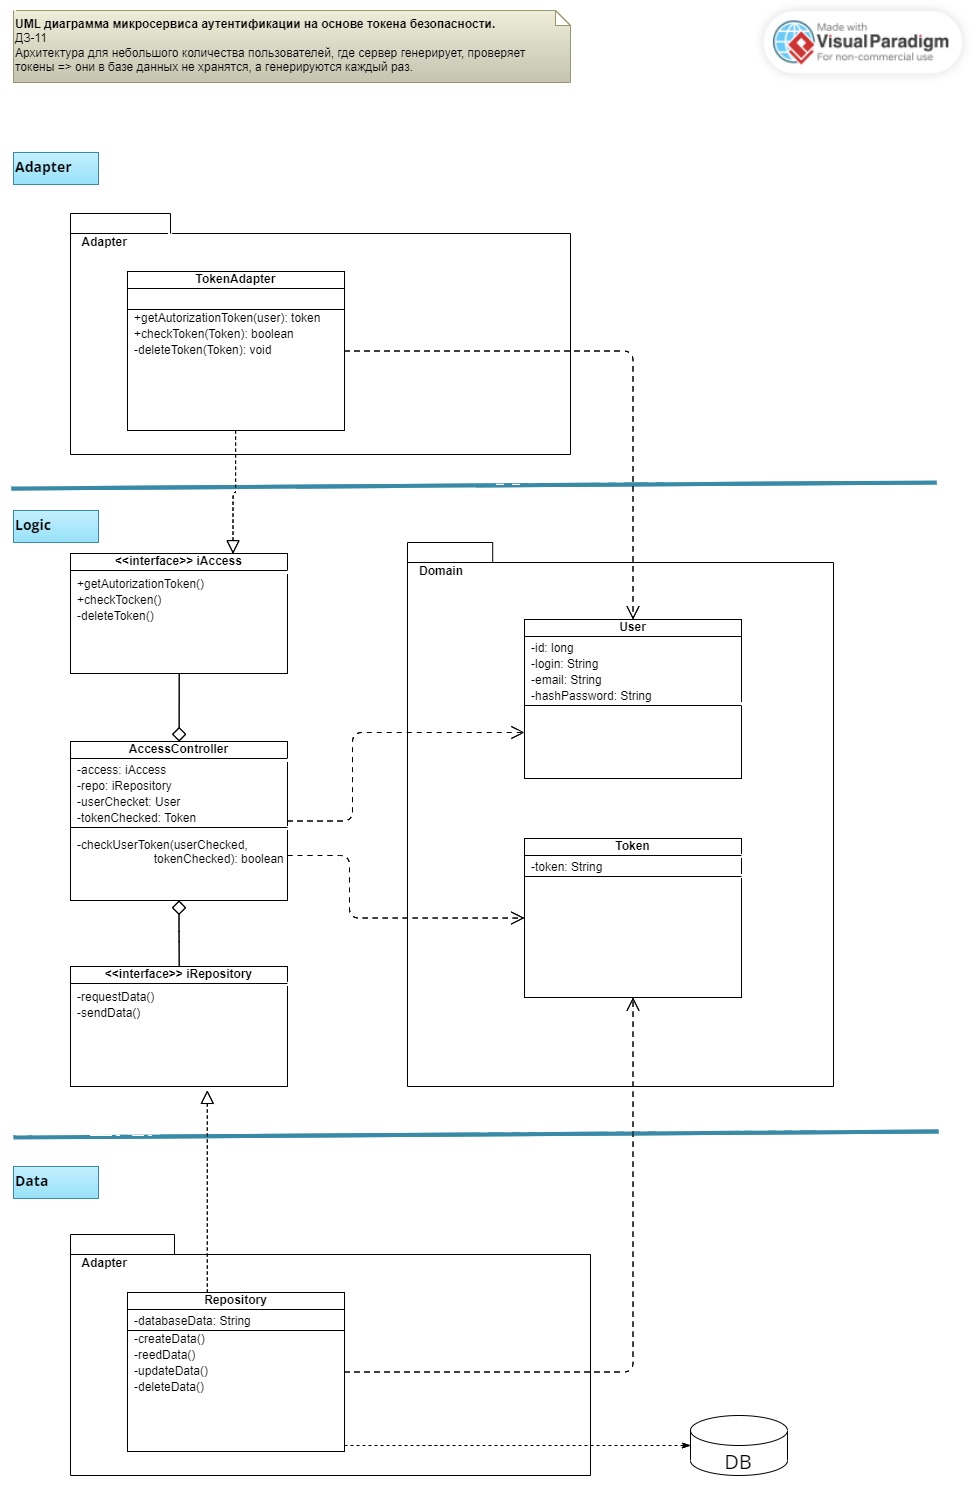 UML диаграмма микросервиса аутентификации на основе токена безопасности.
ДЗ-11
Архитектура для небольшого количества пользователей, где сервер генерирует, проверяет
токены => они в базе данных не хранятся, а генерируются каждый раз.
Made with
Visual Paradigm
For non-commercial use
Adapter
Adapter
TokenAdapter
+getAutorizationToken(user): token
+checkToken(Token): boolean
-deleteToken(Token): void
Logic
<<interface>> iAccess
+getAutorizationToken()
+checkTocken()
-deleteToken()
Domain
User
-id: long
-login: String
-email: String
-hashPassword: String
AccessController
-access: iAccess
-repo: iRepository
-userChecket: User
-tokenChecked: Token
-checkUserToken(userChecked,
tokenChecked): boolean
Token
-token: String
<<interface>> iRepository
-requestData()
-sendData()
Data
Adapter
Repository
-databaseData: String
-createData()
-reedData()
-updateData()
-deleteData()
DB